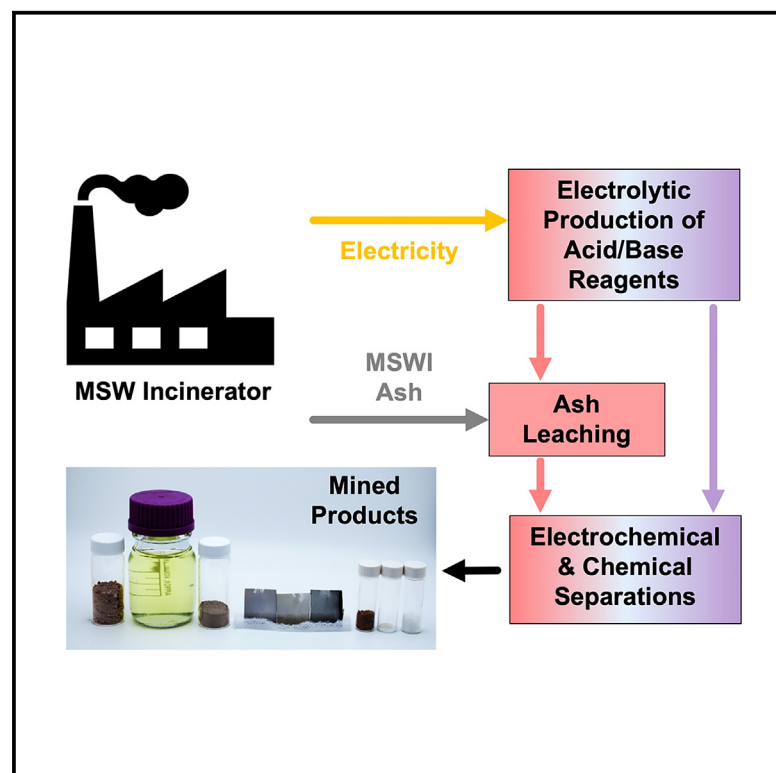 Electrolytic
Production of
Acid/Base
Reagents
Electricity
MSW Incinerator
MSWI
Ash
Ash
Leaching
Mined
Products
Electrochemical
& Chemical
Separations